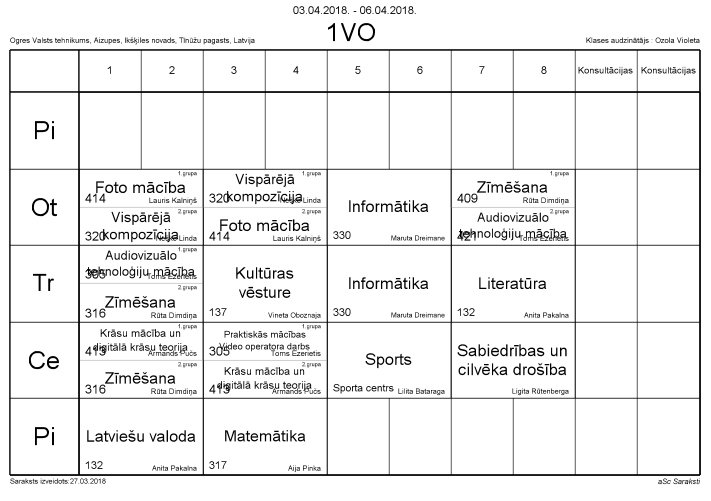 03.04.2018. - 06.04.2018.
1VO
Ogres Valsts tehnikums, Aizupes, Ikšķiles novads, Tīnūžu pagasts, Latvija
Klases audzinātājs : Ozola Violeta
1 2 3 4 5 6 7 8 Konsultācijas Konsultācijas
Pi
Ot
1.grupa
Foto mācība
414 Lauris Kalniņš
2.grupa
Vispārējā
kompozīcija
320 Linda
1.grupa
Vispārējā
kompozīcija
320 Linda
2.grupa
Foto mācība
414 Lauris Kalniņš
Informātika
330 Maruta Dreimane
1.grupa
Zīmēšana
409 Rūta Dimdiņa
2.grupa
Audiovizuālo
tehnoloģiju mācība
421 Toms Ezerietis
Tr
1.grupa
Audiovizuālo
tehnoloģiju mācība
305 Toms Ezerietis
2.grupa
Zīmēšana
316 Rūta Dimdiņa
Kultūras
vēsture
137 Vineta Oboznaja
Informātika
330 Maruta Dreimane
Literatūra
132 Anita Pakalna
Ce
1.grupa
Krāsu mācība un
digitālā krāsu teorija
413 Armands Pučs
2.grupa
Zīmēšana
316 Rūta Dimdiņa
1.grupa
Praktiskās mācības
Video operatora darbs
305 Toms Ezerietis
2.grupa
Krāsu mācība un
digitālā krāsu teorija
413 Armands Pučs
Sports
Sporta centrs Lilita Bataraga
Sabiedrības un
cilvēka drošība
Ligita Rūtenberga
Pi
Latviešu valoda
132 Anita Pakalna
Matemātika
317 Aija Pinka
Saraksts izveidots:27.03.2018
aSc Saraksti